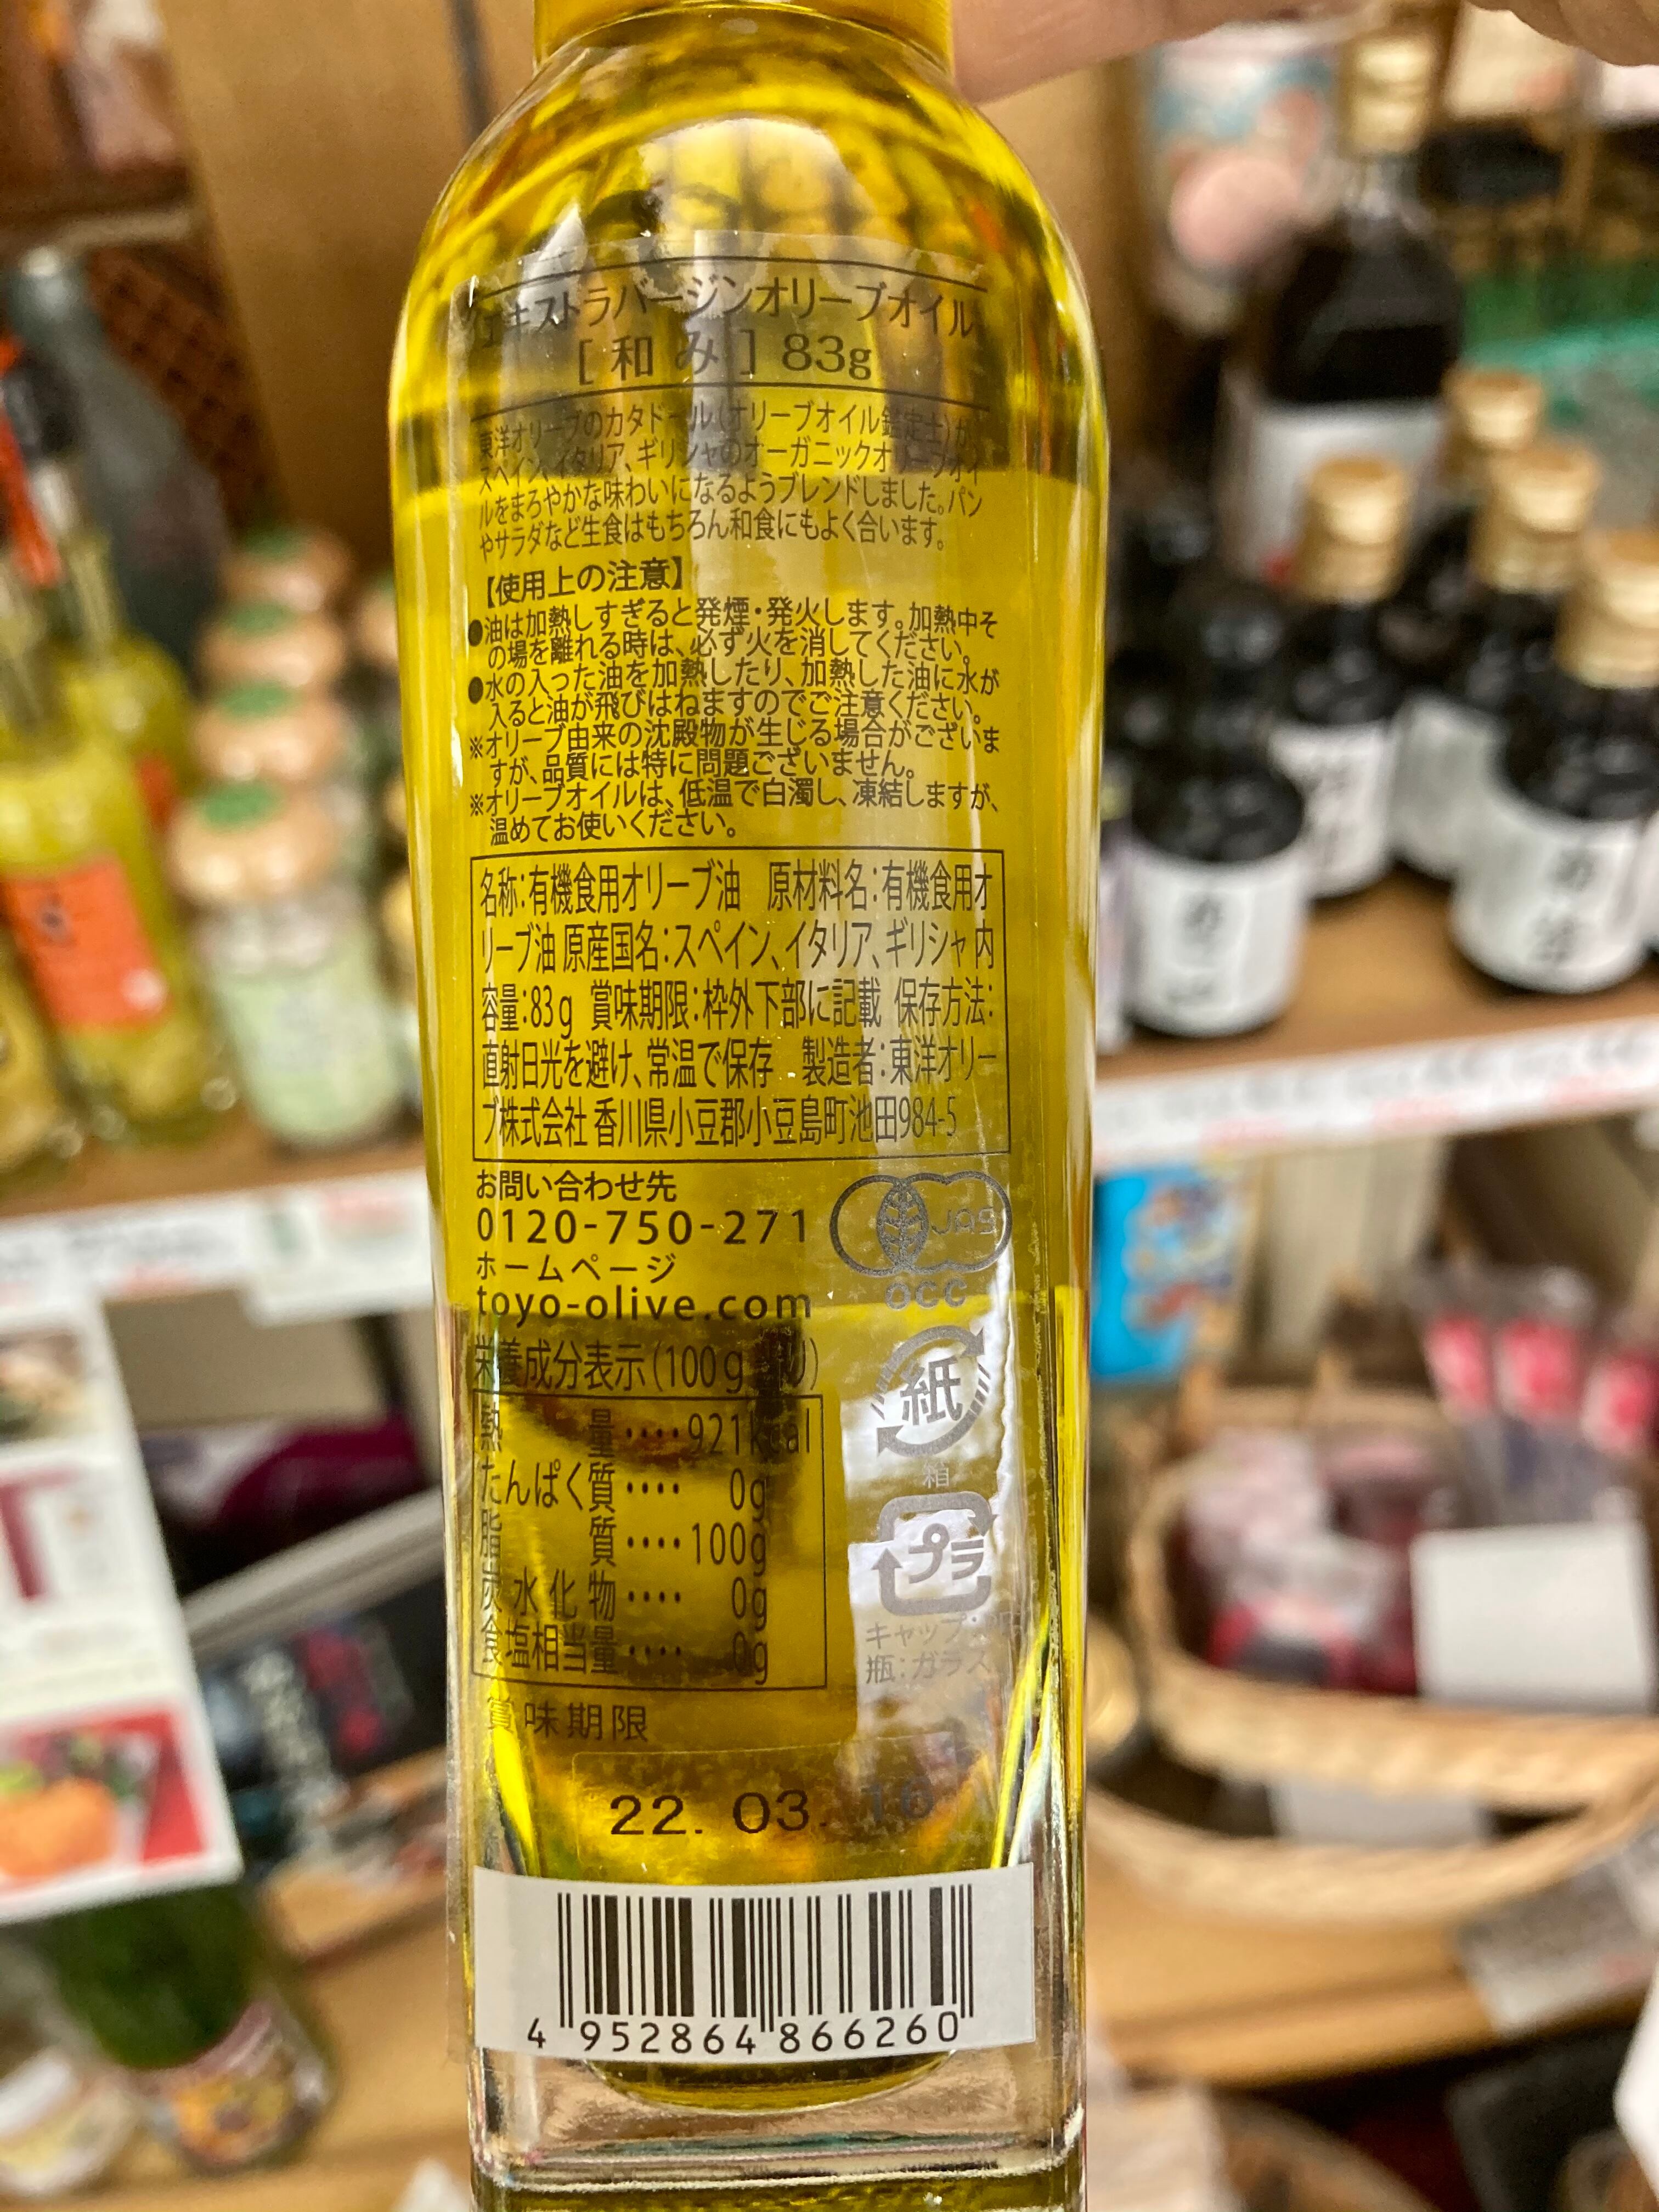 エキストラバージンオリーブオイル
[和み] 83g
東洋オリーブのカタドール(オリーブオイル鑑定士)が、
スペイン、イタリア、ギリシャのオーガニックオリーブオイ
ルをまろやかな味わいになるようブレンドしました。パン
やサラダなど生食はもちろん和食にもよく合います。
【使用上の注意】
●油は加熱しすぎると発煙・発火します。加熱中そ
の場を離れる時は、必ず火を消してください。
●水の入った油を加熱したり、加熱した油に水が
入ると油が飛びはねますのでご注意ください。
※オリーブ由来の沈殿物が生じる場合がございま
すが、品質には特に問題ございません。
※オリーブオイルは、低温で白濁し、凍結しますが、
温めてお使いください。
名称:有機食用オリーブ油 原材料名:有機食用オ
リーブ油 原産国名:スペイン、イタリア、ギリシャ 内
容量:83g 賞味期限:枠外下部に記載 保存方法:
直射日光を避け、常温で保存 製造者:東洋オリー
ブ株式会社 香川県小豆郡小豆島町池田984-5
お問い合わせ先
0120-750-271
ホームページ
toyo-olive.com
JAS
OCC
栄養成分表示(100g当り)
熱量····921kcal
たんぱく質···· 0g
脂質····100g
炭水化物···· 0g
食塩相当量···· 0g
紙
箱
プラ
キャップ・
瓶:ガラス
賞味期限
22. 03. 16
4 952864 866260